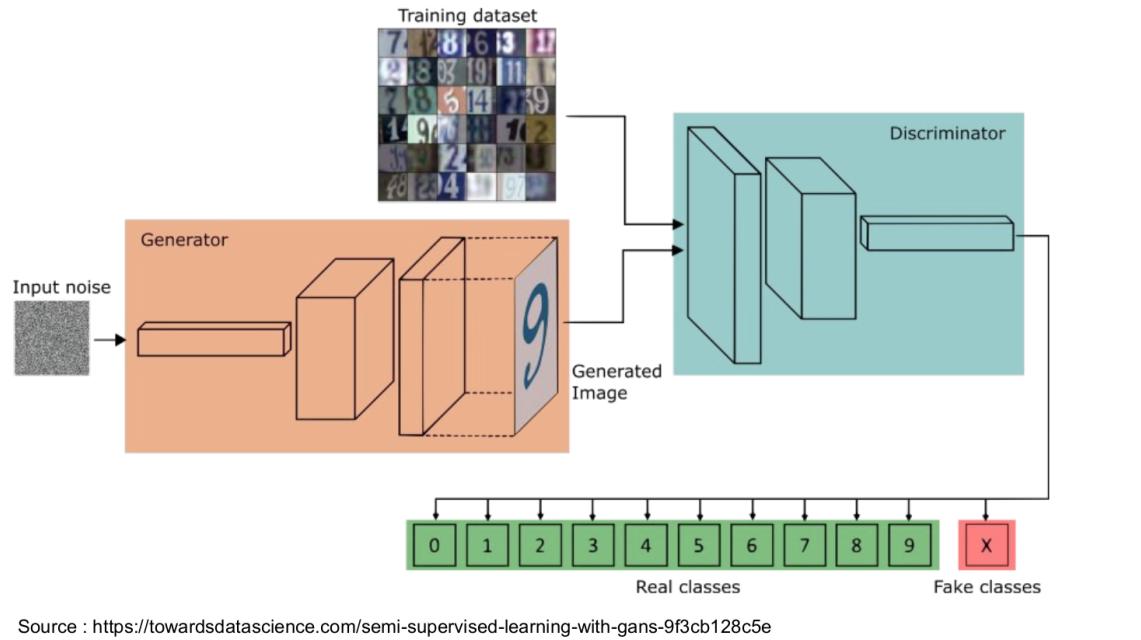 Training dataset
Discriminator
Generator
Input noise
9
Generated
Image
0 1 2 3 4 5 6 7 8 9 X
Real classes
Fake classes
Source : https://towardsdatascience.com/semi-supervised-learning-with-gans-9f3cb128c5e